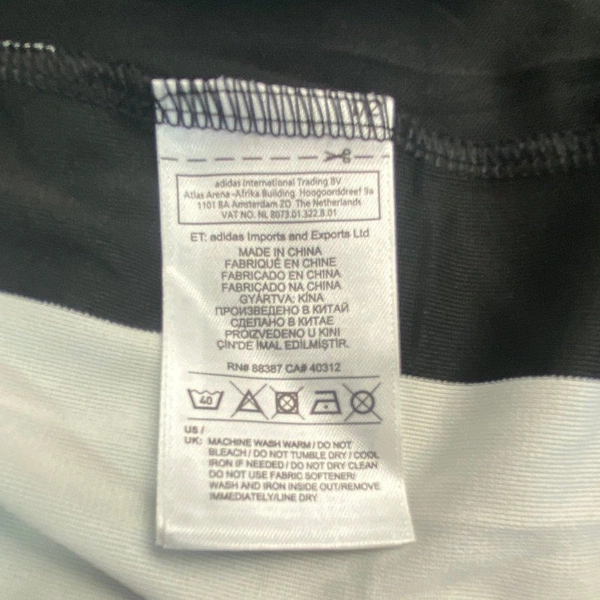 adidas International Trading BV
Atlas Arena -Afrika Building Hoogoorddreef 9a
1101 BA Amsterdam ZO The Netherlands
VAT NO. NL 8073.01.322.B.01
ET: adidas Imports and Exports Ltd
MADE IN CHINA
FABRIQUÉ EN CHINE
FABRICADO EN CHINA
FABRICADO NA CHINA
GYÁRTVA: KÍNA
ПРОИЗВЕДЕНО В КИТАЙ
СДЕЛАНО В КИТАЕ
PROIZVEDENO U KINI
ÇİN'DE İMAL EDİLMİŞTİR.
RN# 88387 CA# 40312
40
US /
UK: MACHINE WASH WARM / DO NOT
BLEACH / DO NOT TUMBLE DRY / COOL
IRON IF NEEDED / DO NOT DRY CLEAN
DO NOT USE FABRIC SOFTENER/
WASH AND IRON INSIDE OUT/REMOVE
IMMEDIATELY/LINE DRY